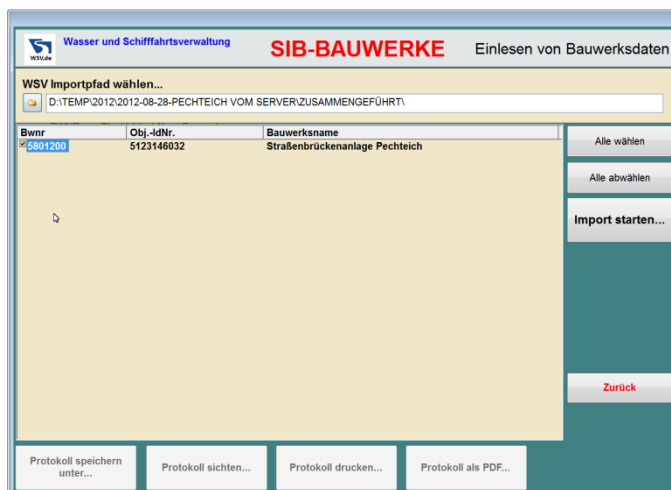 WSV.de
Wasser und Schifffahrtsverwaltung
SIB-BAUWERKE
Einlesen von Bauwerksdaten
WSV Importpfad wählen...
D:\TEMP\2012\2012-08-28-PECHTEICH VOM SERVER\ZUSAMMENGEFÜHRT\
Bwnr Obj.-IdNr. Bauwerksname
5801200 5123146032 Straßenbrückenanlage Pechteich
Alle wählen
Alle abwählen
Import starten...
Zurück
Protokoll speichern
unter...
Protokoll sichten...
Protokoll drucken...
Protokoll als PDF...